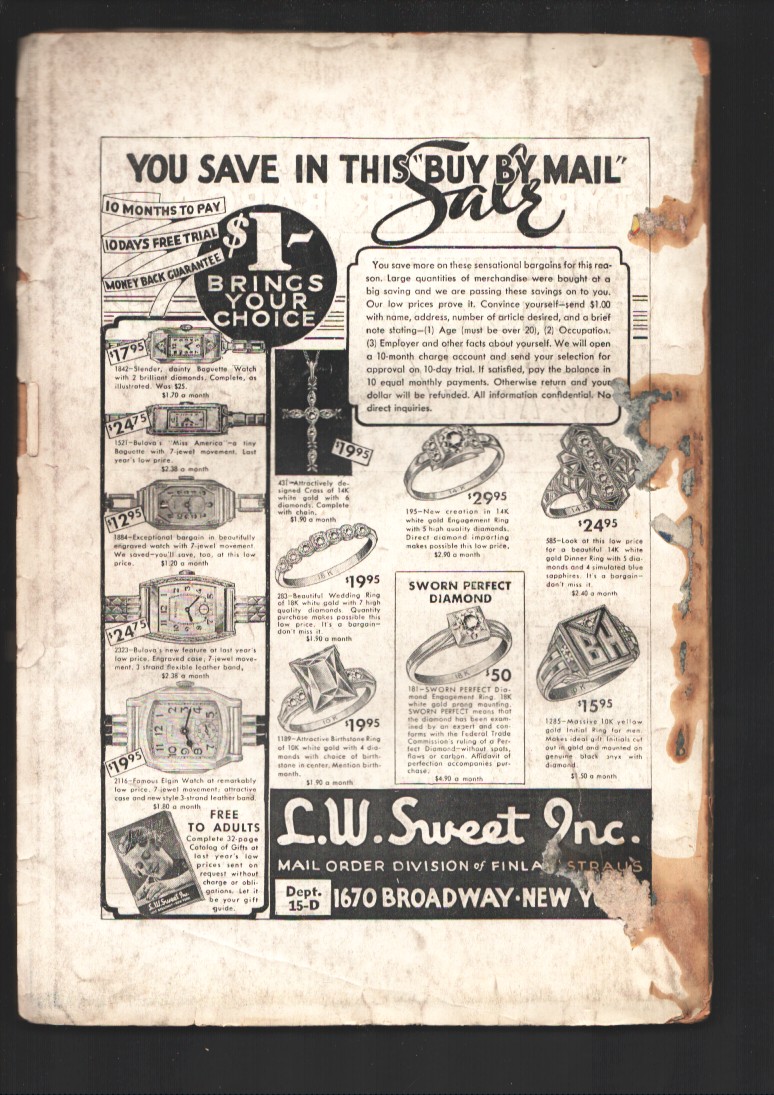 YOU SAVE IN THIS "BUY BY MAIL"
Sale
10 MONTHS TO PAY
10 DAYS FREE TRIAL
MONEY BACK GUARANTEE
$1-
BRINGS
YOUR
CHOICE
You save more on these sensational bargains for this rea-
son. Large quantities of merchandise were bought at a
big saving and we are passing these savings on to you.
Our low prices prove it. Convince yourself—send $1.00
with name, address, number of article desired, and a brief
note stating—(1) Age (must be over 20), (2) Occupation.
(3) Employer and other facts about yourself. We will open
a 10-month charge account and send your selection for
approval on 10-day trial. If satisfied, pay the balance in
10 equal monthly payments. Otherwise return and your
dollar will be refunded. All information confidential. No
direct inquiries.
$17.95
1842—Slender, dainty Baguette Watch
with 2 brilliant diamonds. Complete, as
illustrated. Was $25.
$1.70 a month
$24.75
1521—Bulova's "Miss America"—a tiny
Baguette with 7-jewel movement. Last
year's low price.
$2.38 a month
$12.95
1884—Exceptional bargain in beautifully
engraved watch with 7-jewel movement.
We saved—you'll save, too, at this low
price. $1.20 a month
$24.75
2323—Bulova's new feature at last year's
low price. Engraved case, 7-jewel move-
ment, 3 strand flexible leather band.
$2.38 a month
$19.95
2116—Famous Elgin Watch at remarkably
low price. 7-jewel movement; attractive
case and new style 3-strand leather band.
$1.80 a month
FREE
TO ADULTS
Complete 32-page
Catalog of Gifts at
last year's low
prices sent on
request without
charge or obli-
gations. Let it
be your gift
guide.
L.W. Sweet Inc.
$19.95
431—Attractively de-
signed Cross of 14K
white gold with 6
diamonds. Complete
with chain.
$1.90 a month
18K
$19.95
283—Beautiful Wedding Ring
of 18K white gold with 7 high
quality diamonds. Quantity
purchase makes possible this
low price. It's a bargain—
don't miss it.
$1.90 a month
10K
$19.95
1189—Attractive Birthstone Ring
of 10K white gold with 4 dia-
monds with choice of birth-
stone in center. Mention birth-
month.
$1.90 a month
14K
$29.95
195—New creation in 14K
white gold Engagement Ring
with 5 high quality diamonds.
Direct diamond importing
makes possible this low price.
$2.90 a month
SWORN PERFECT
DIAMOND
18K
$50
181—SWORN PERFECT Dia-
mond Engagement Ring. 18K
white gold prong mounting.
SWORN PERFECT means that
the diamond has been exam-
ined by an expert and con-
forms with the Federal Trade
Commission's ruling of a Per-
fect Diamond—without spots,
flaws or carbon. Affidavit of
perfection accompanies pur-
chase.
$4.90 a month
14K
$24.95
585—Look at this low price
for a beautiful 14K white
gold Dinner Ring with 5 dia-
monds and 4 simulated blue
sapphires. It's a bargain—
don't miss it.
$2.40 a month
BH
$15.95
1285—Massive 10K yellow
gold Initial Ring for men.
Makes ideal gift. Initials cut
out in gold and mounted on
genuine black onyx with
diamond.
$1.50 a month
L.W. Sweet Inc.
MAIL ORDER DIVISION of FINLA STRAUS
Dept.
15-D
1670 BROADWAY · NEW Y